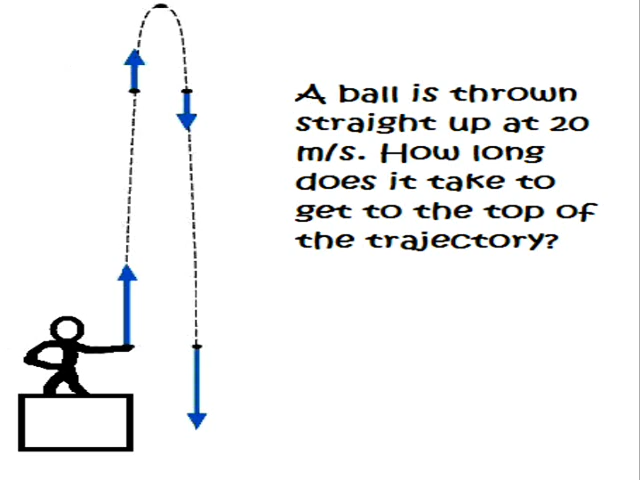 A ball is thrown
straight up at 20
m/s. How long
does it take to
get to the top of
the trajectory?